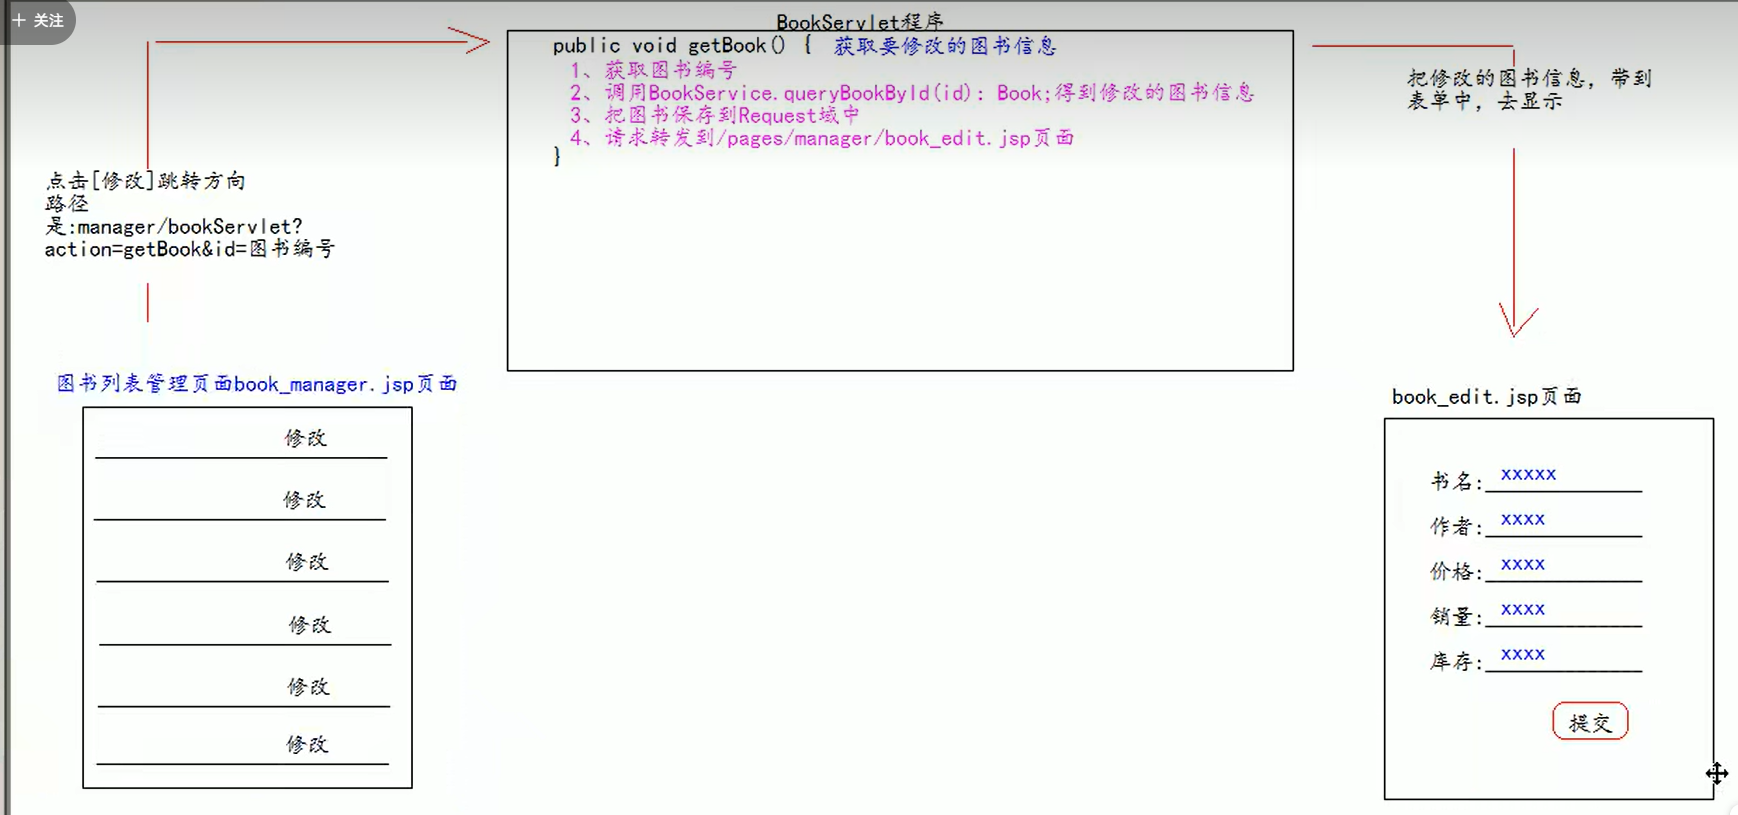 + 关注
BookServlet程序
public void getBook() { 获取要修改的图书信息
1、获取图书编号
2、调用BookService.queryBookById(id): Book;得到修改的图书信息
3、把图书保存到Request域中
4、请求转发到/pages/manager/book_edit.jsp页面
}
把修改的图书信息，带到
表单中，去显示
点击[修改]跳转方向
路径
是:manager/bookServlet?
action=getBook&id=图书编号
图书列表管理页面book_manager.jsp页面
修改
修改
修改
修改
修改
修改
book_edit.jsp页面
书名:xxxxx
作者:xxxx
价格:xxxx
销量:xxxx
库存:xxxx
提交